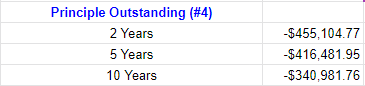 Principle Outstanding (#4)
2 Years -$455,104.77
5 Years -$416,481.95
10 Years -$340,981.76